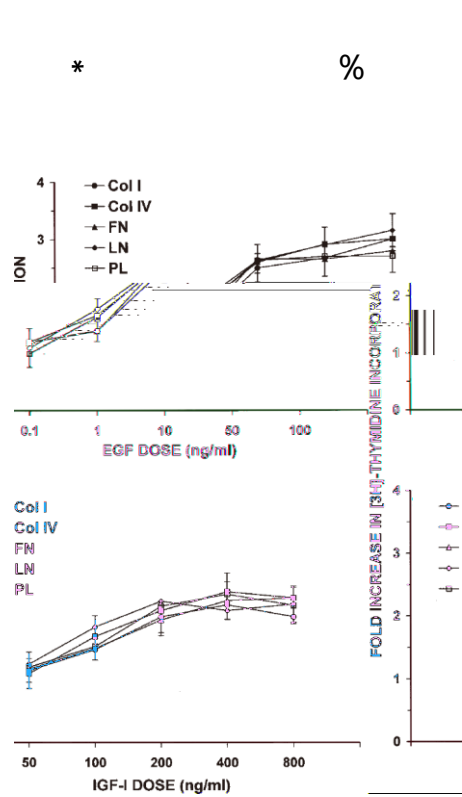 * %
4
Col I
Col IV
FN
LN
PL
3
ION
2
1
0
0.1 1 10 50 50 100
EGF DOSE (ng/ml)
FOLD INCREASE IN [3H]-THYMIDINE INCORPORA
Col I
Col IV
FN
LN
PL
4
3
2
1
0
50 100 200 400 800
IGF-I DOSE (ng/ml)